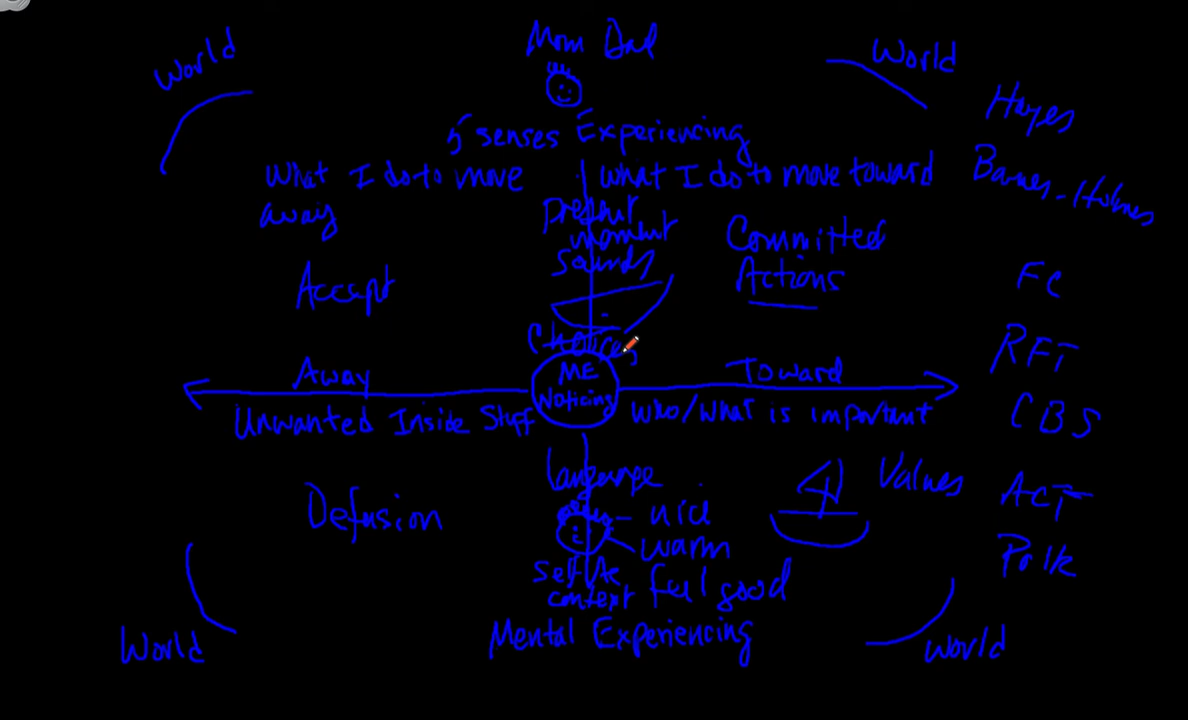 Mom Dad
World
World
Hayes
5 senses Experiencing
Barnes-Holmes
What I do to move away
what I do to move toward
Present moment
sounds
Committed
Actions
Accept
FC
Choices
RFT
ME
Noticing
Away
Toward
Unwanted Inside Stuff
Who/What is important
CBS
language
4
Values
ACT
Defusion
nice
warm
Polk
self as
context
feel good
Mental Experiencing
World
World